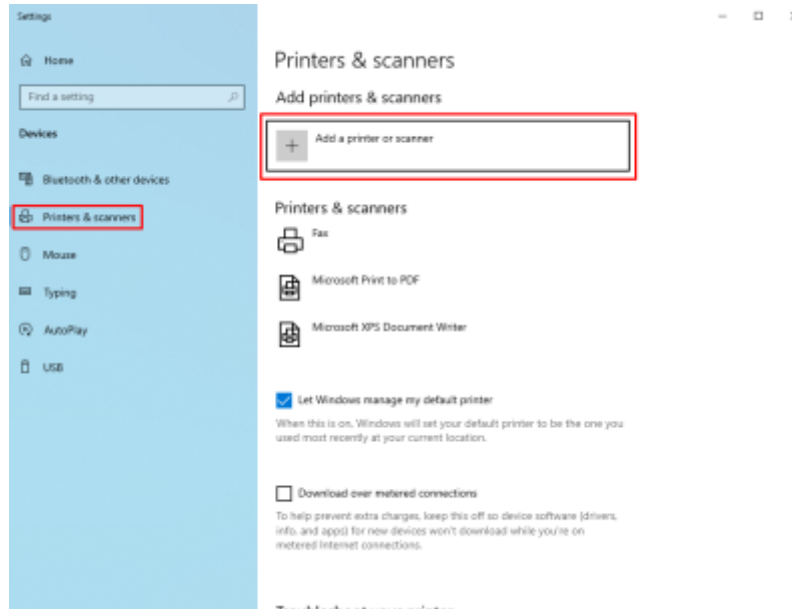 Settings
Home
Find a setting
Devices
Bluetooth & other devices
Printers & scanners
Mouse
Typing
AutoPlay
USB
Printers & scanners
Add printers & scanners
Add a printer or scanner
Printers & scanners
Fax
Microsoft Print to PDF
Microsoft XPS Document Writer
Let Windows manage my default printer
When this is on, Windows will set your default printer to be the one you
used most recently at your current location.
Download over metered connections
To help prevent extra charges, keep this off so device software (drivers,
info, and apps) for new devices won't download while you're on
metered Internet connections.
Troubleshoot your printer